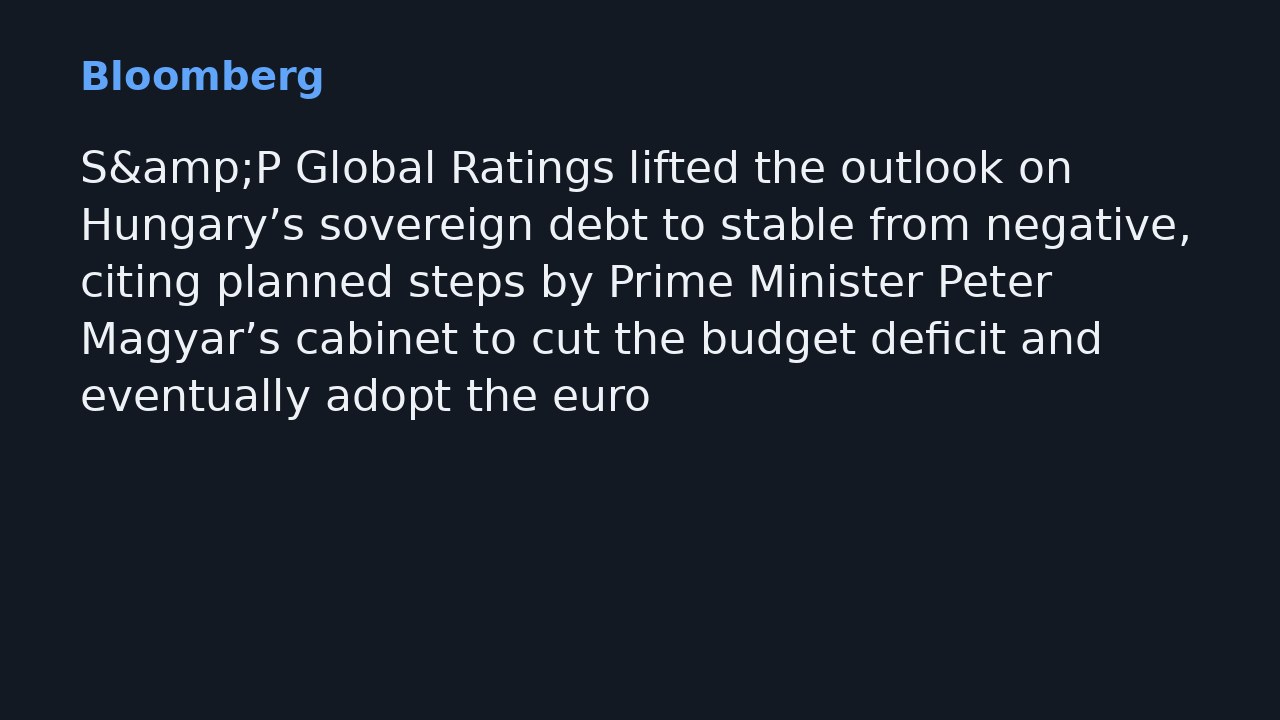 Bloomberg
S&amp;P Global Ratings lifted the outlook on
Hungary’s sovereign debt to stable from negative,
citing planned steps by Prime Minister Peter
Magyar’s cabinet to cut the budget deficit and
eventually adopt the euro